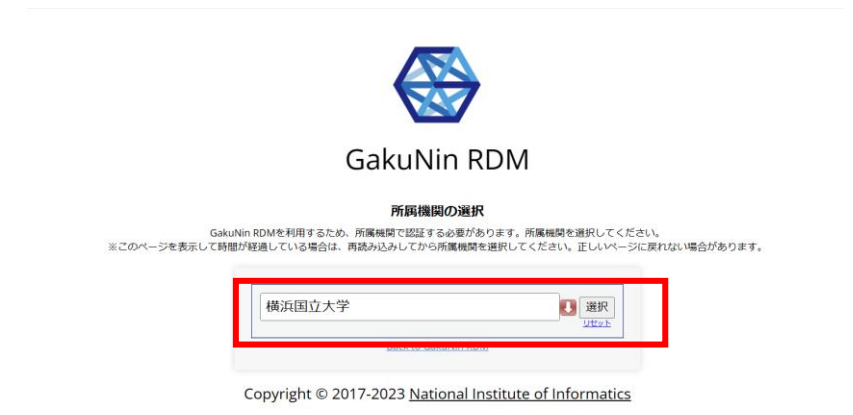 GakuNin RDM
所属機関の選択
GakuNin RDMを利用するため、所属機関で認証する必要があります。所属機関を選択してください。
※このページを表示して時間が経過している場合は、再読み込みしてから所属機関を選択してください。正しいページに戻れない場合があります。
横浜国立大学 選択
リセット
Back to GakuNin RDM
Copyright © 2017-2023 National Institute of Informatics